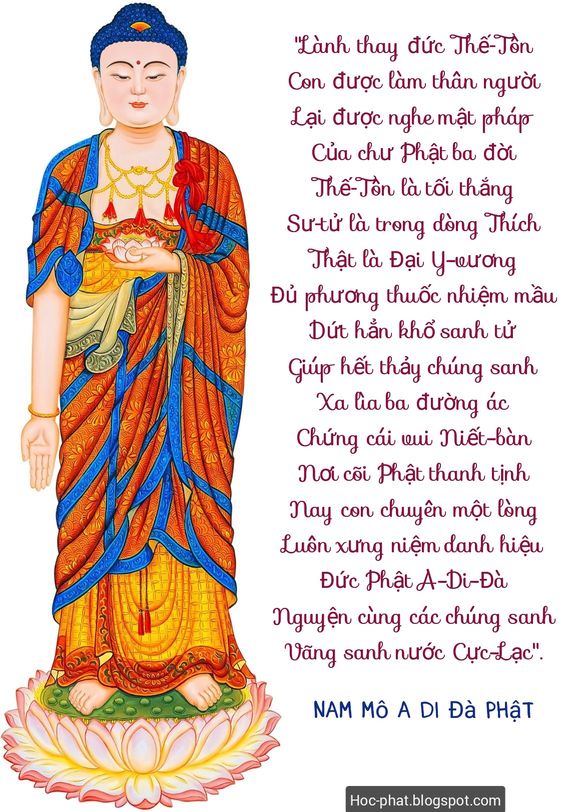 "Lành thay đức Thế-Tôn
Con được làm thân người
Lại được nghe mật pháp
Của chư Phật ba đời
Thế-Tôn là tối thắng
Sư-tử là trong dòng Thích
Thật là Đại Y-vương
Đủ phương thuốc nhiệm mầu
Dứt hẳn khổ sanh tử
Giúp hết thảy chúng sanh
Xa lìa ba đường ác
Chứng cái vui Niết-bàn
Nơi cõi Phật thanh tịnh
Nay con chuyên một lòng
Luôn xưng niệm danh hiệu
Đức Phật A-Di-Đà
Nguyện cùng các chúng sanh
Vãng sanh nước Cực-Lạc".
NAM MÔ A DI Đà PHẬT
Hoc-phat.blogspot.com